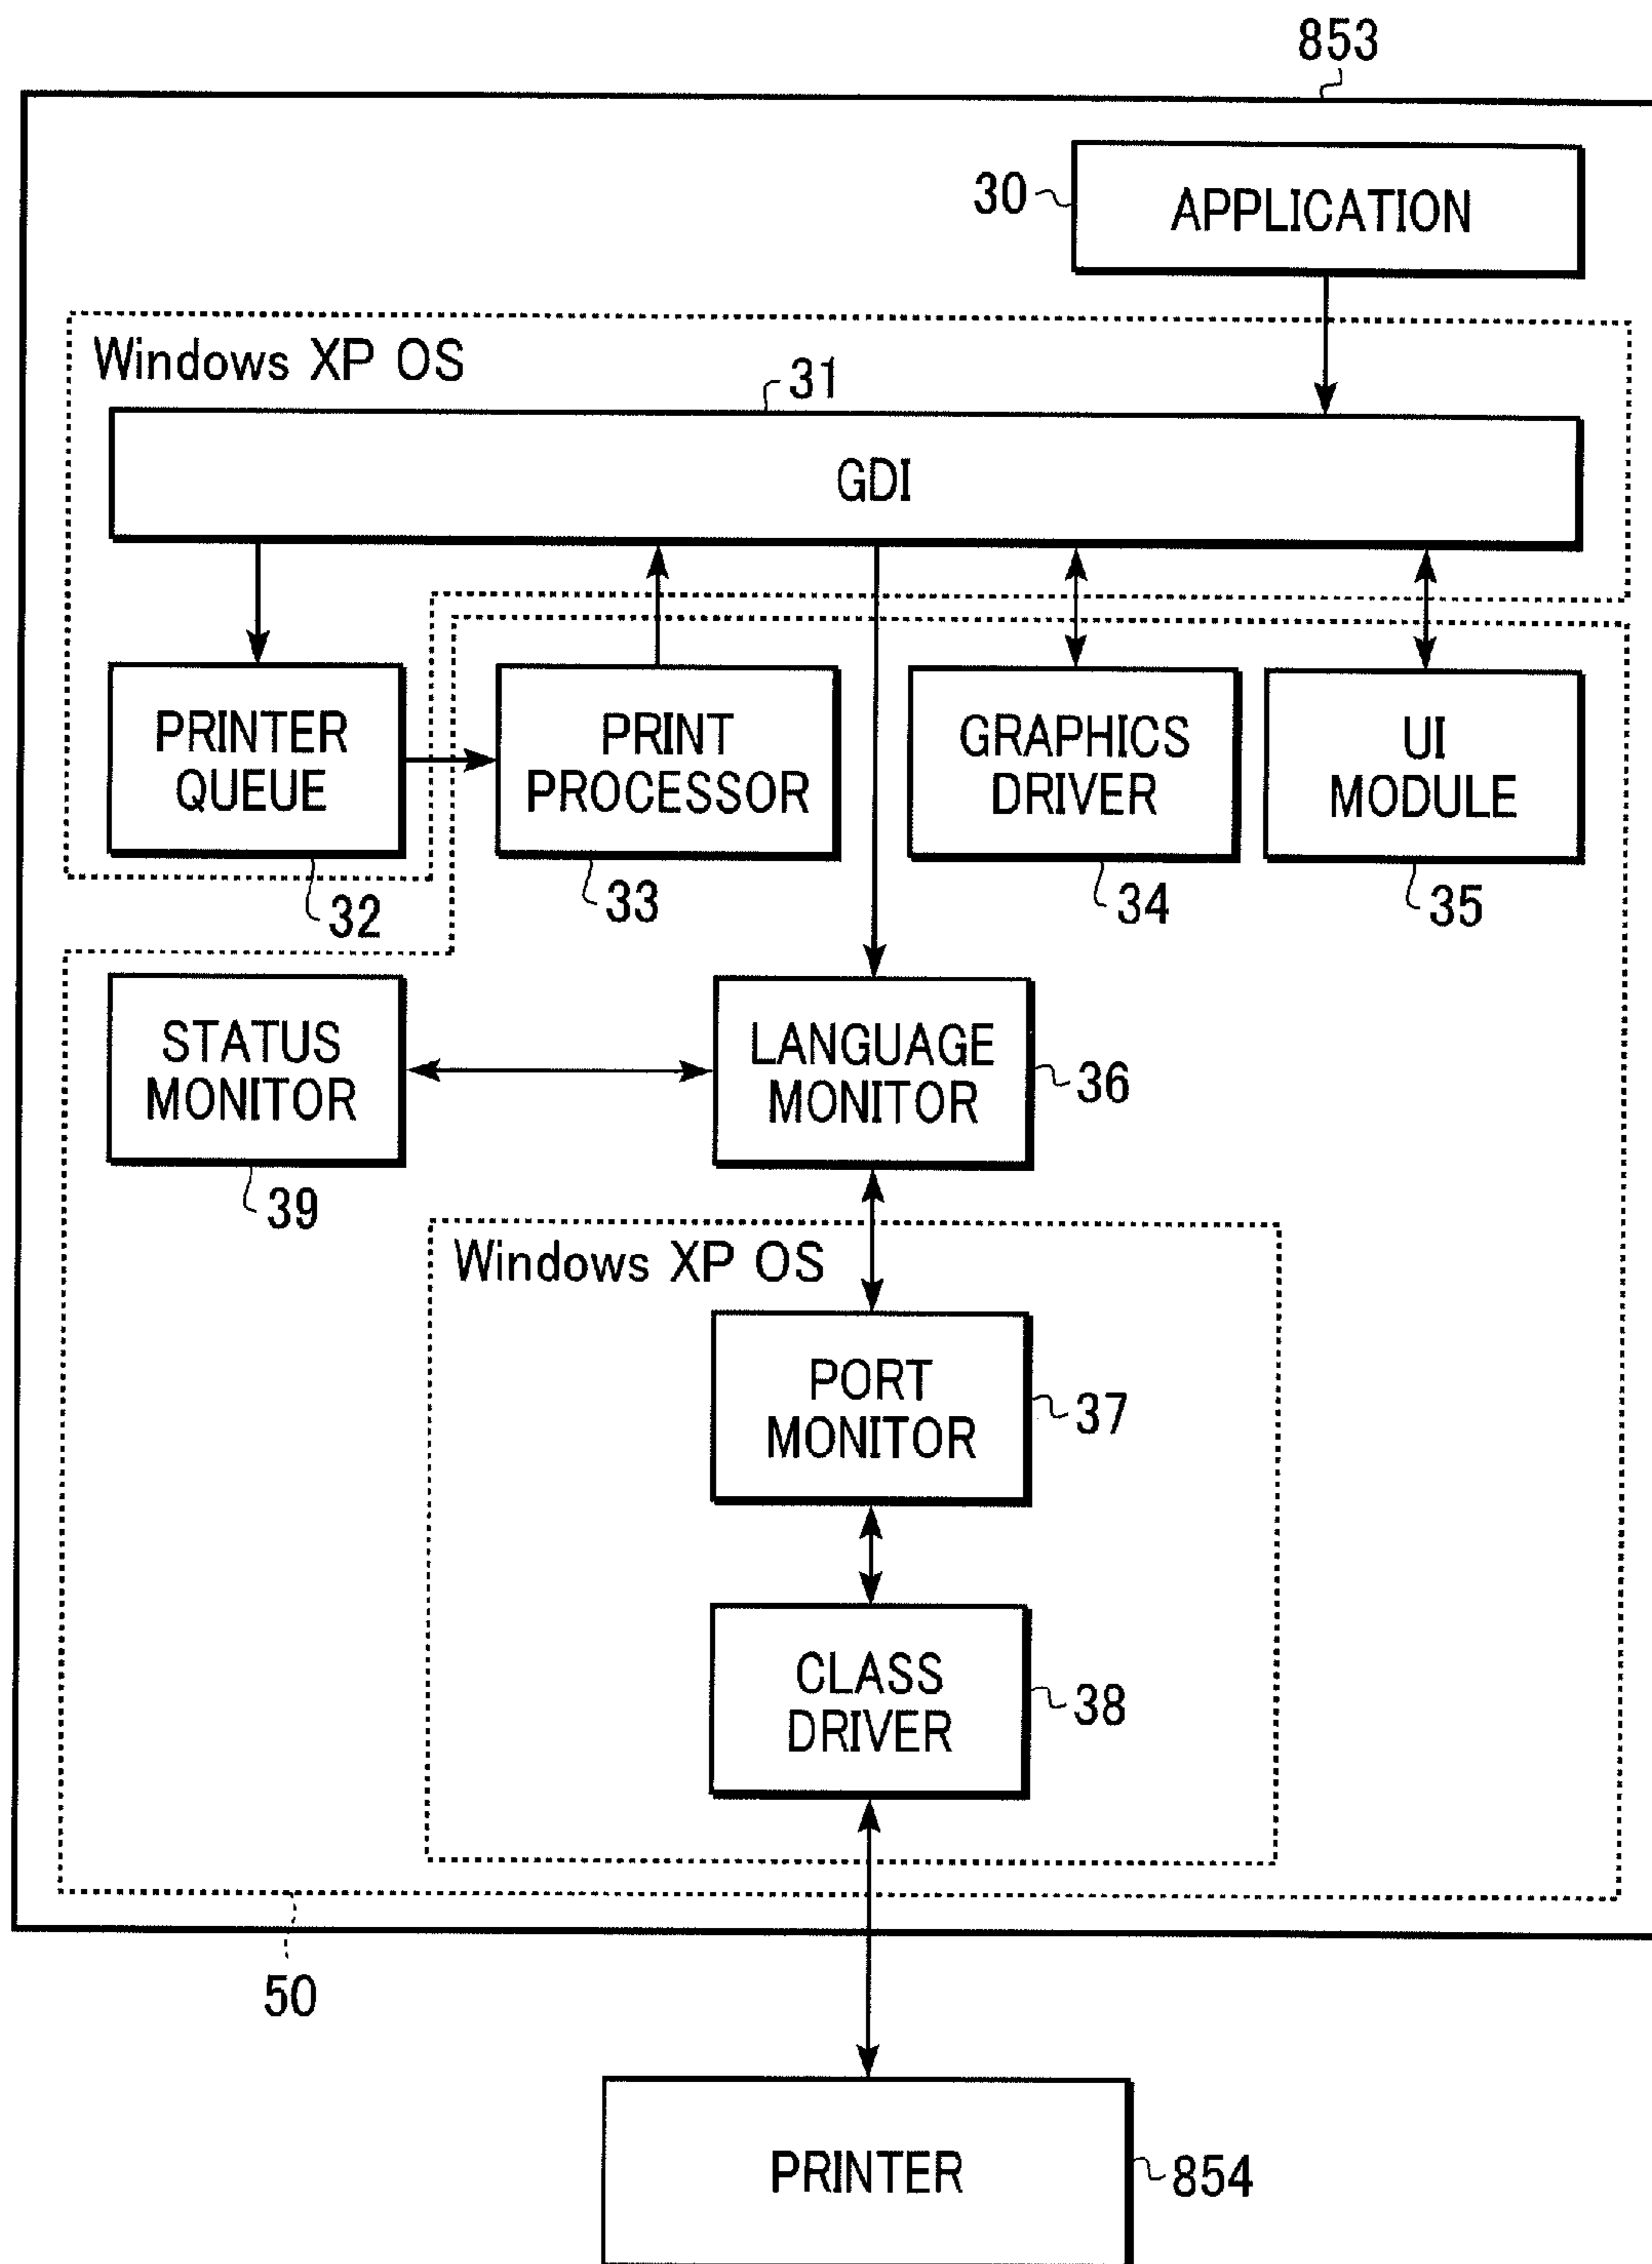 853
30
APPLICATION
Windows XP OS
31
GDI
PRINTER
QUEUE
32
PRINT
PROCESSOR
33
GRAPHICS
DRIVER
34
UI
MODULE
35
STATUS
MONITOR
39
LANGUAGE
MONITOR
36
Windows XP OS
PORT
MONITOR
37
CLASS
DRIVER
38
50
PRINTER
854